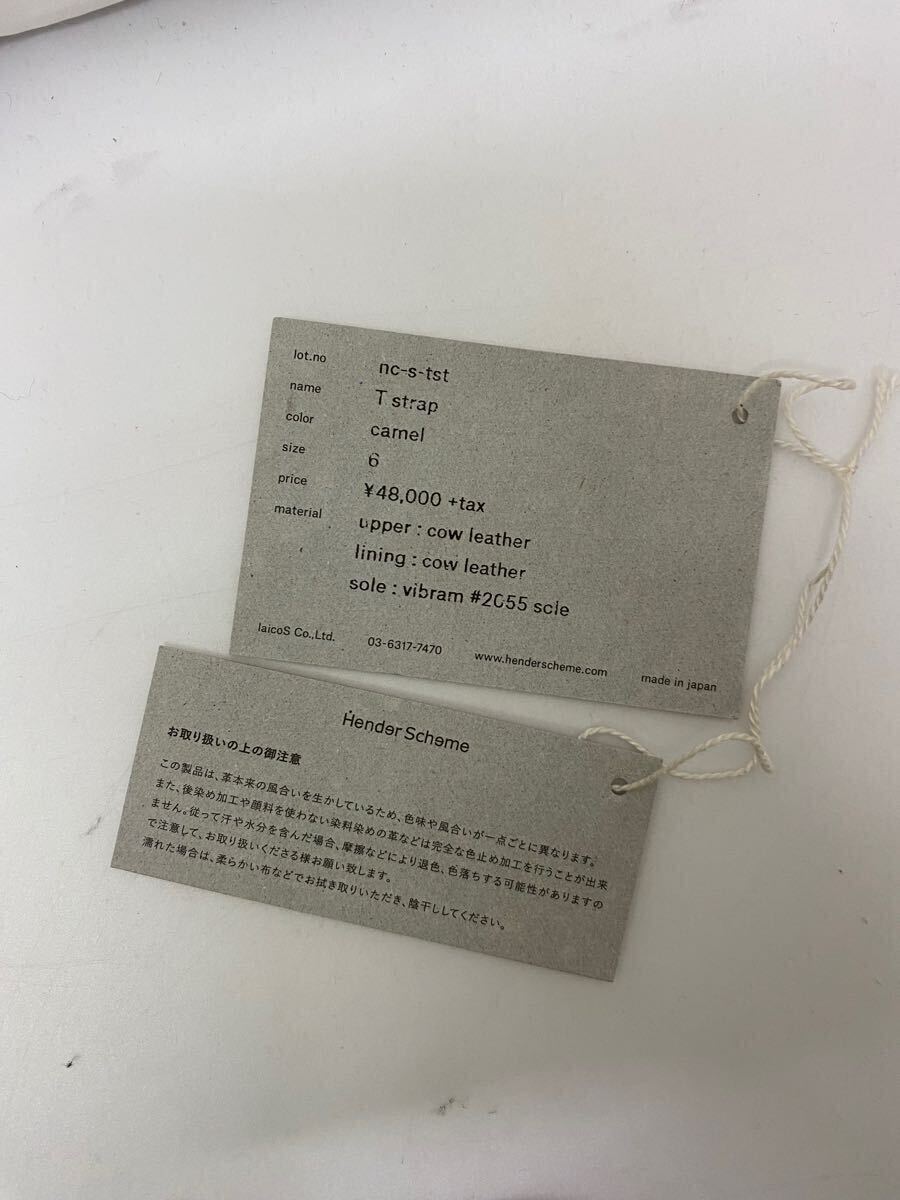 lot.no nc-s-tst
name T strap
color camel
size 6
price ¥48,000 +tax
material upper : cow leather
lining : cow leather
sole : vibram #2055 sole
laicoS Co.,Ltd. 03-6317-7470 www.henderscheme.com made in japan
Hender Scheme
お取り扱いの上の御注意
この製品は、革本来の風合いを生かしているため、色味や風合いが一点ごとに異なります。
また、後染め加工や顔料を使わない染料染めの革などは完全な色止め加工を行うことが出来
ません。従って汗や水分を含んだ場合、摩擦などにより退色、色落ちする可能性がありますの
で注意して、お取り扱いくださる様お願い致します。
濡れた場合は、柔らかい布などでお拭き取りいただき、陰干ししてください。